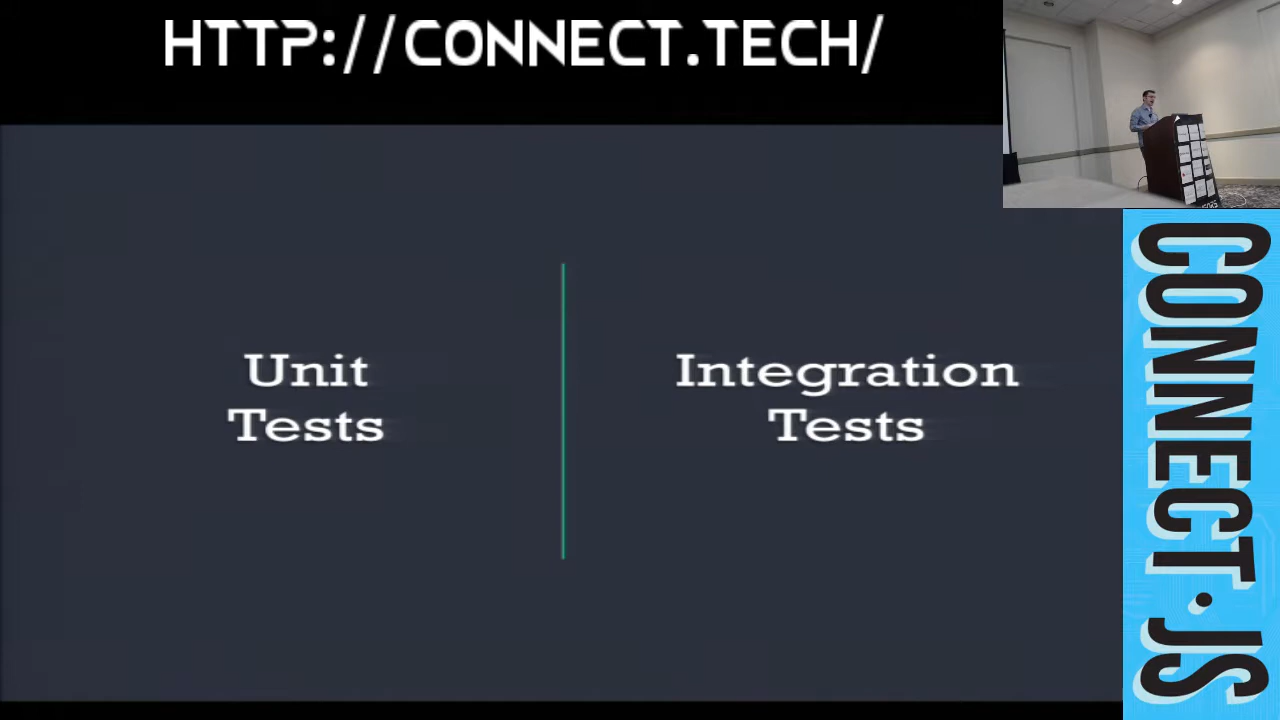 HTTP://CONNECT.TECH/
Unit
Tests
Integration
Tests
CONNECT.JS